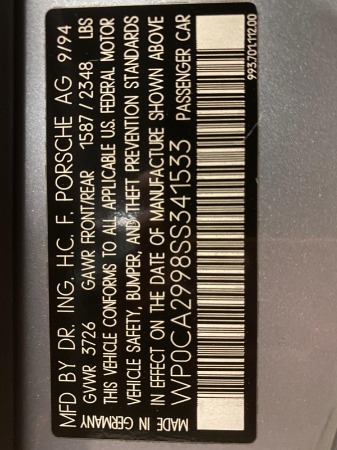 MFD BY DR. ING. H.C. F. PORSCHE AG 9/94
GVWR 3726 GAWR FRONT/REAR 1587/2348 LBS
THIS VEHICLE CONFORMS TO ALL APPLICABLE U.S. FEDERAL MOTOR
VEHICLE SAFETY, BUMPER, AND THEFT PREVENTION STANDARDS
IN EFFECT ON THE DATE OF MANUFACTURE SHOWN ABOVE
WP0CA2998SS341533 PASSENGER CAR
MADE IN GERMANY
993.701.112.00